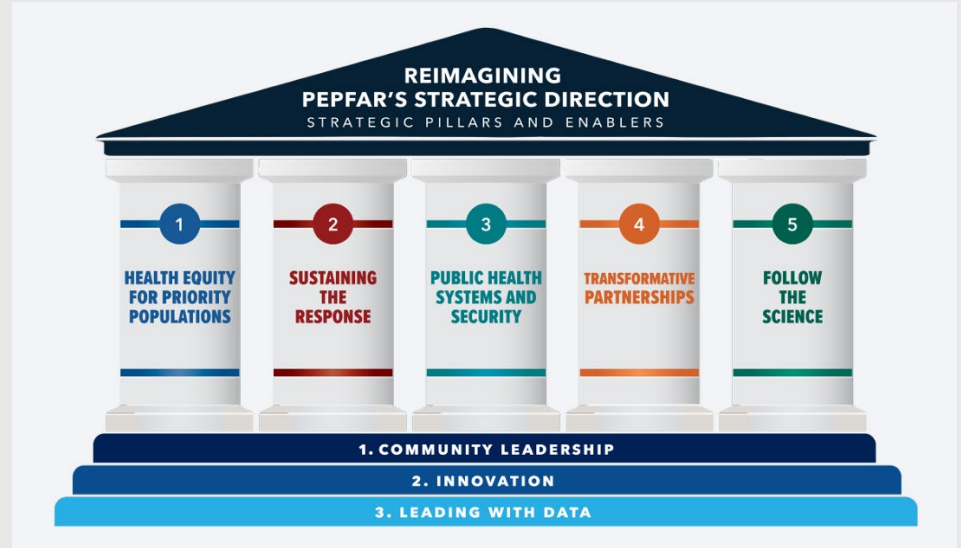 REIMAGINING
PEPFAR'S STRATEGIC DIRECTION
STRATEGIC PILLARS AND ENABLERS
1
HEALTH EQUITY
FOR PRIORITY
POPULATIONS
2
SUSTAINING
THE
RESPONSE
3
PUBLIC HEALTH
SYSTEMS AND
SECURITY
4
TRANSFORMATIVE
PARTNERSHIPS
5
FOLLOW
THE
SCIENCE
1. COMMUNITY LEADERSHIP
2. INNOVATION
3. LEADING WITH DATA